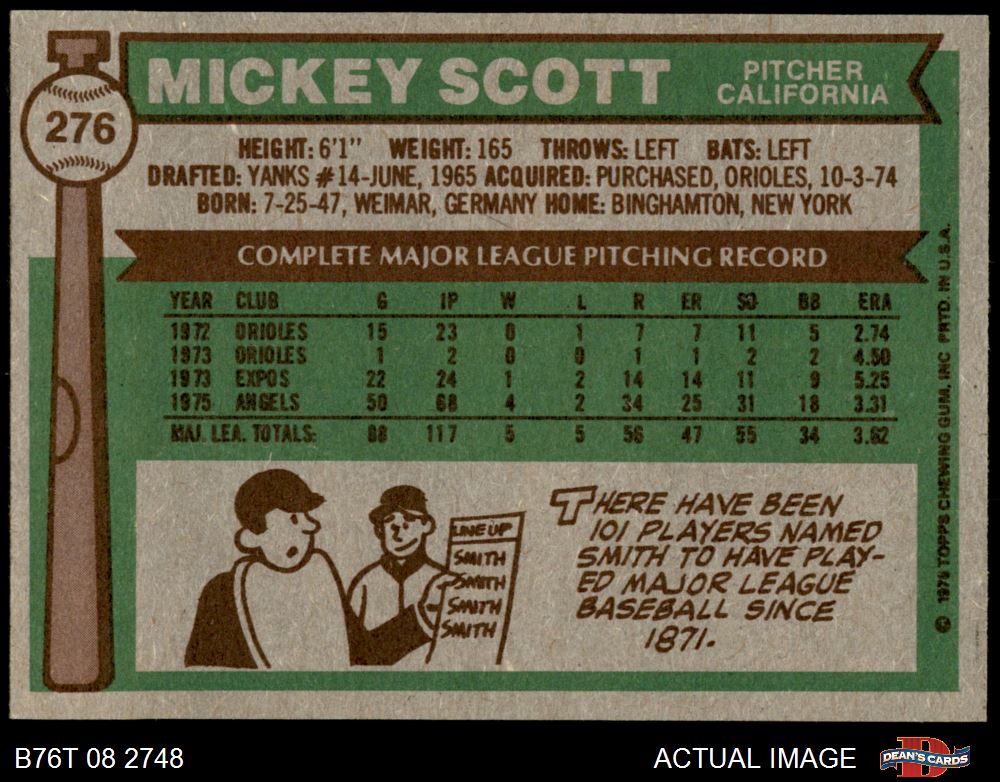 276
MICKEY SCOTT
PITCHER
CALIFORNIA
HEIGHT: 6'1" WEIGHT: 165 THROWS: LEFT BATS: LEFT
DRAFTED: YANKS #14-JUNE, 1965 ACQUIRED: PURCHASED, ORIOLES, 10-3-74
BORN: 7-25-47, WEIMAR, GERMANY HOME: BINGHAMTON, NEW YORK
COMPLETE MAJOR LEAGUE PITCHING RECORD
YEAR CLUB G IP W L R ER SO BB ERA
1972 ORIOLES 15 23 0 1 7 7 11 5 2.74
1973 ORIOLES 1 2 0 0 1 1 2 2 4.50
1973 EXPOS 22 24 1 2 14 14 11 9 5.25
1975 ANGELS 50 68 4 2 34 25 31 18 3.31
MAJ. LEA. TOTALS: 88 117 5 5 56 47 55 34 3.62
LINE UP
SMITH
SMITH
SMITH
SMITH
THERE HAVE BEEN
101 PLAYERS NAMED
SMITH TO HAVE PLAY-
ED MAJOR LEAGUE
BASEBALL SINCE
1871.
© 1976 TOPPS CHEWING GUM, INC PRTD. IN U.S.A.
B76T 08 2748
ACTUAL IMAGE
DEAN'S CARDS